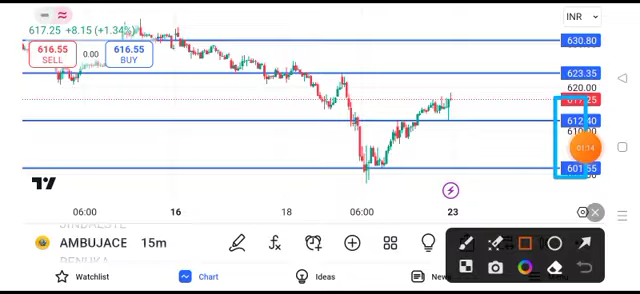 617.25 +8.15 (+1.34%)
INR
616.55
SELL
0.00
616.55
BUY
630.80
623.35
620.00
617.25
612.40
610.00
01:14
601.55
06:00
16
18
06:00
23
AMBUJACE
15m
Watchlist
Chart
Ideas
News